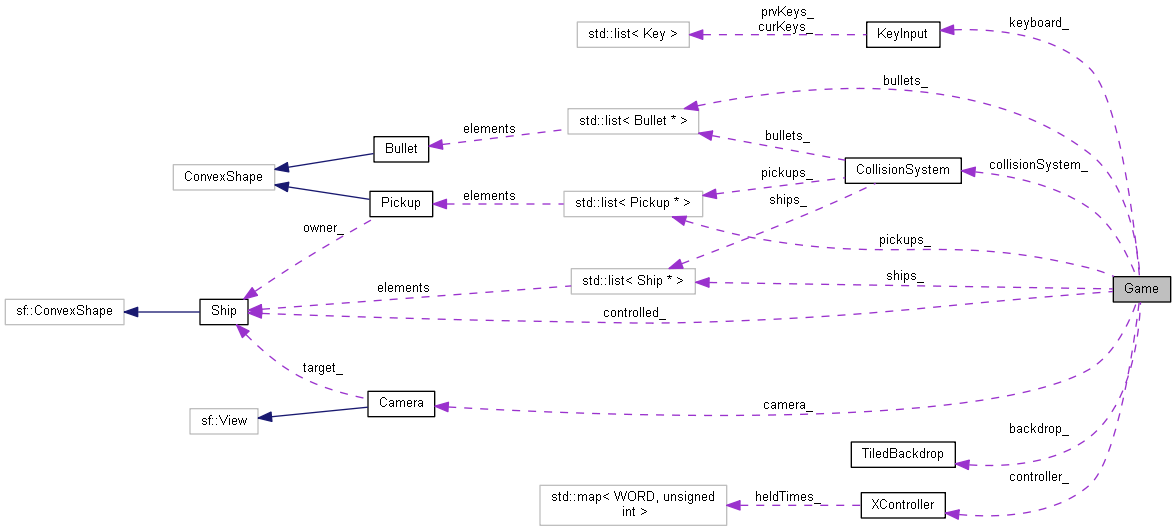 prvKeys_
curKeys_
keyboard_
std::list< Key >
KeyInput
bullets_
std::list< Bullet * >
elements
bullets_
Bullet
collisionSystem_
CollisionSystem
ConvexShape
pickups_
elements
Pickup
std::list< Pickup * >
ships_
owner_
pickups_
ships_
std::list< Ship * >
elements
Game
sf::ConvexShape
Ship
controlled_
target_
Camera
camera_
sf::View
backdrop_
TiledBackdrop
controller_
std::map< WORD, unsigned
int >
heldTimes_
XController